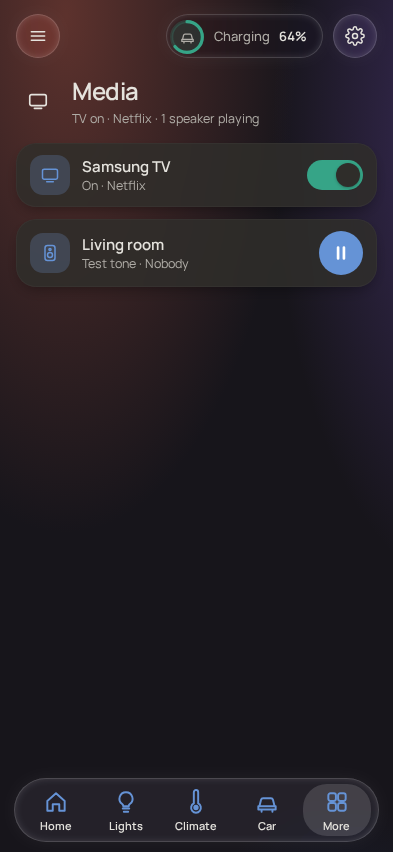 Charging 64%
Media
TV on · Netflix · 1 speaker playing
Samsung TV
On · Netflix
Living room
Test tone · Nobody
Home Lights Climate Car More